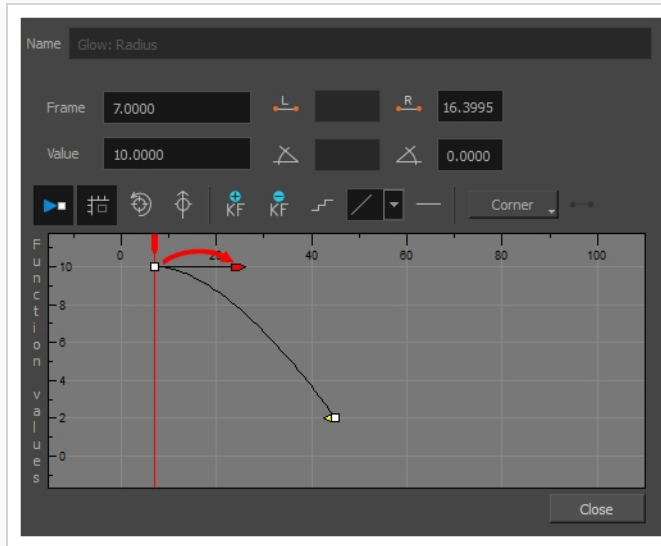 Name Glow: Radius
Frame 7.0000 L R 16.3995
Value 10.0000 0.0000
KF KF Corner
Function values
0 20 40 60 80 100
10
8
6
4
2
0
Close